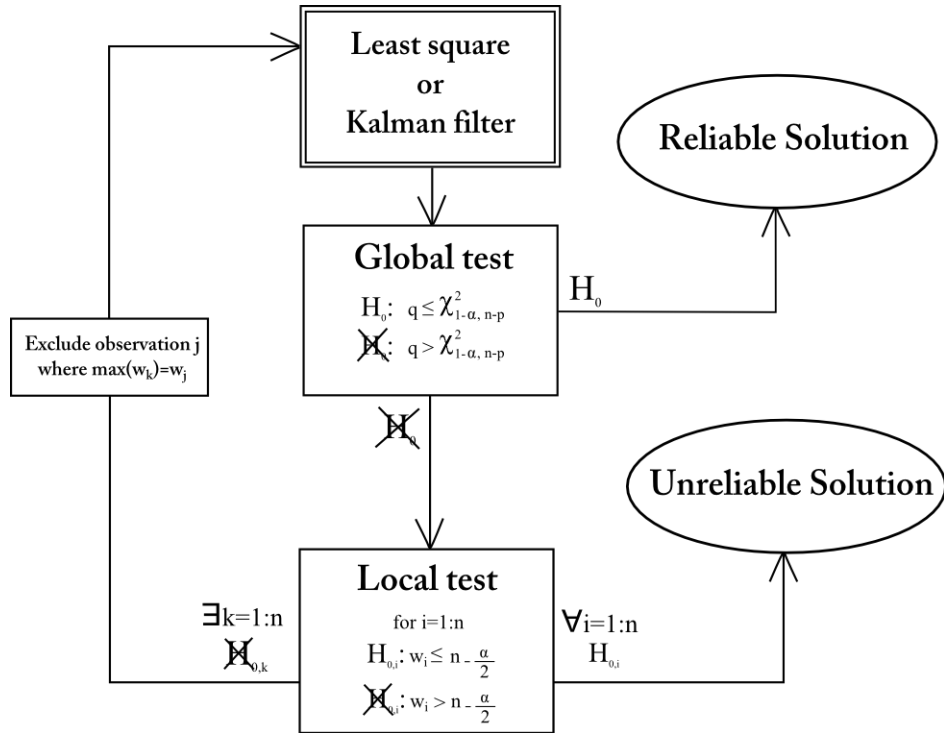 Least square
or
Kalman filter
Reliable Solution
Global test
H₀: q ≤ χ²₁₋α, ₙ₋ₚ
H₀: q > χ²₁₋α, ₙ₋ₚ
H₀
Exclude observation j
where max(wₖ)=wⱼ
H₀
Unreliable Solution
Local test
for i=1:n
H₀,ᵢ: wᵢ ≤ n - α/2
H₀,ᵢ: wᵢ > n - α/2
∃k=1:n
H₀,ₖ
∀i=1:n
H₀,ᵢ